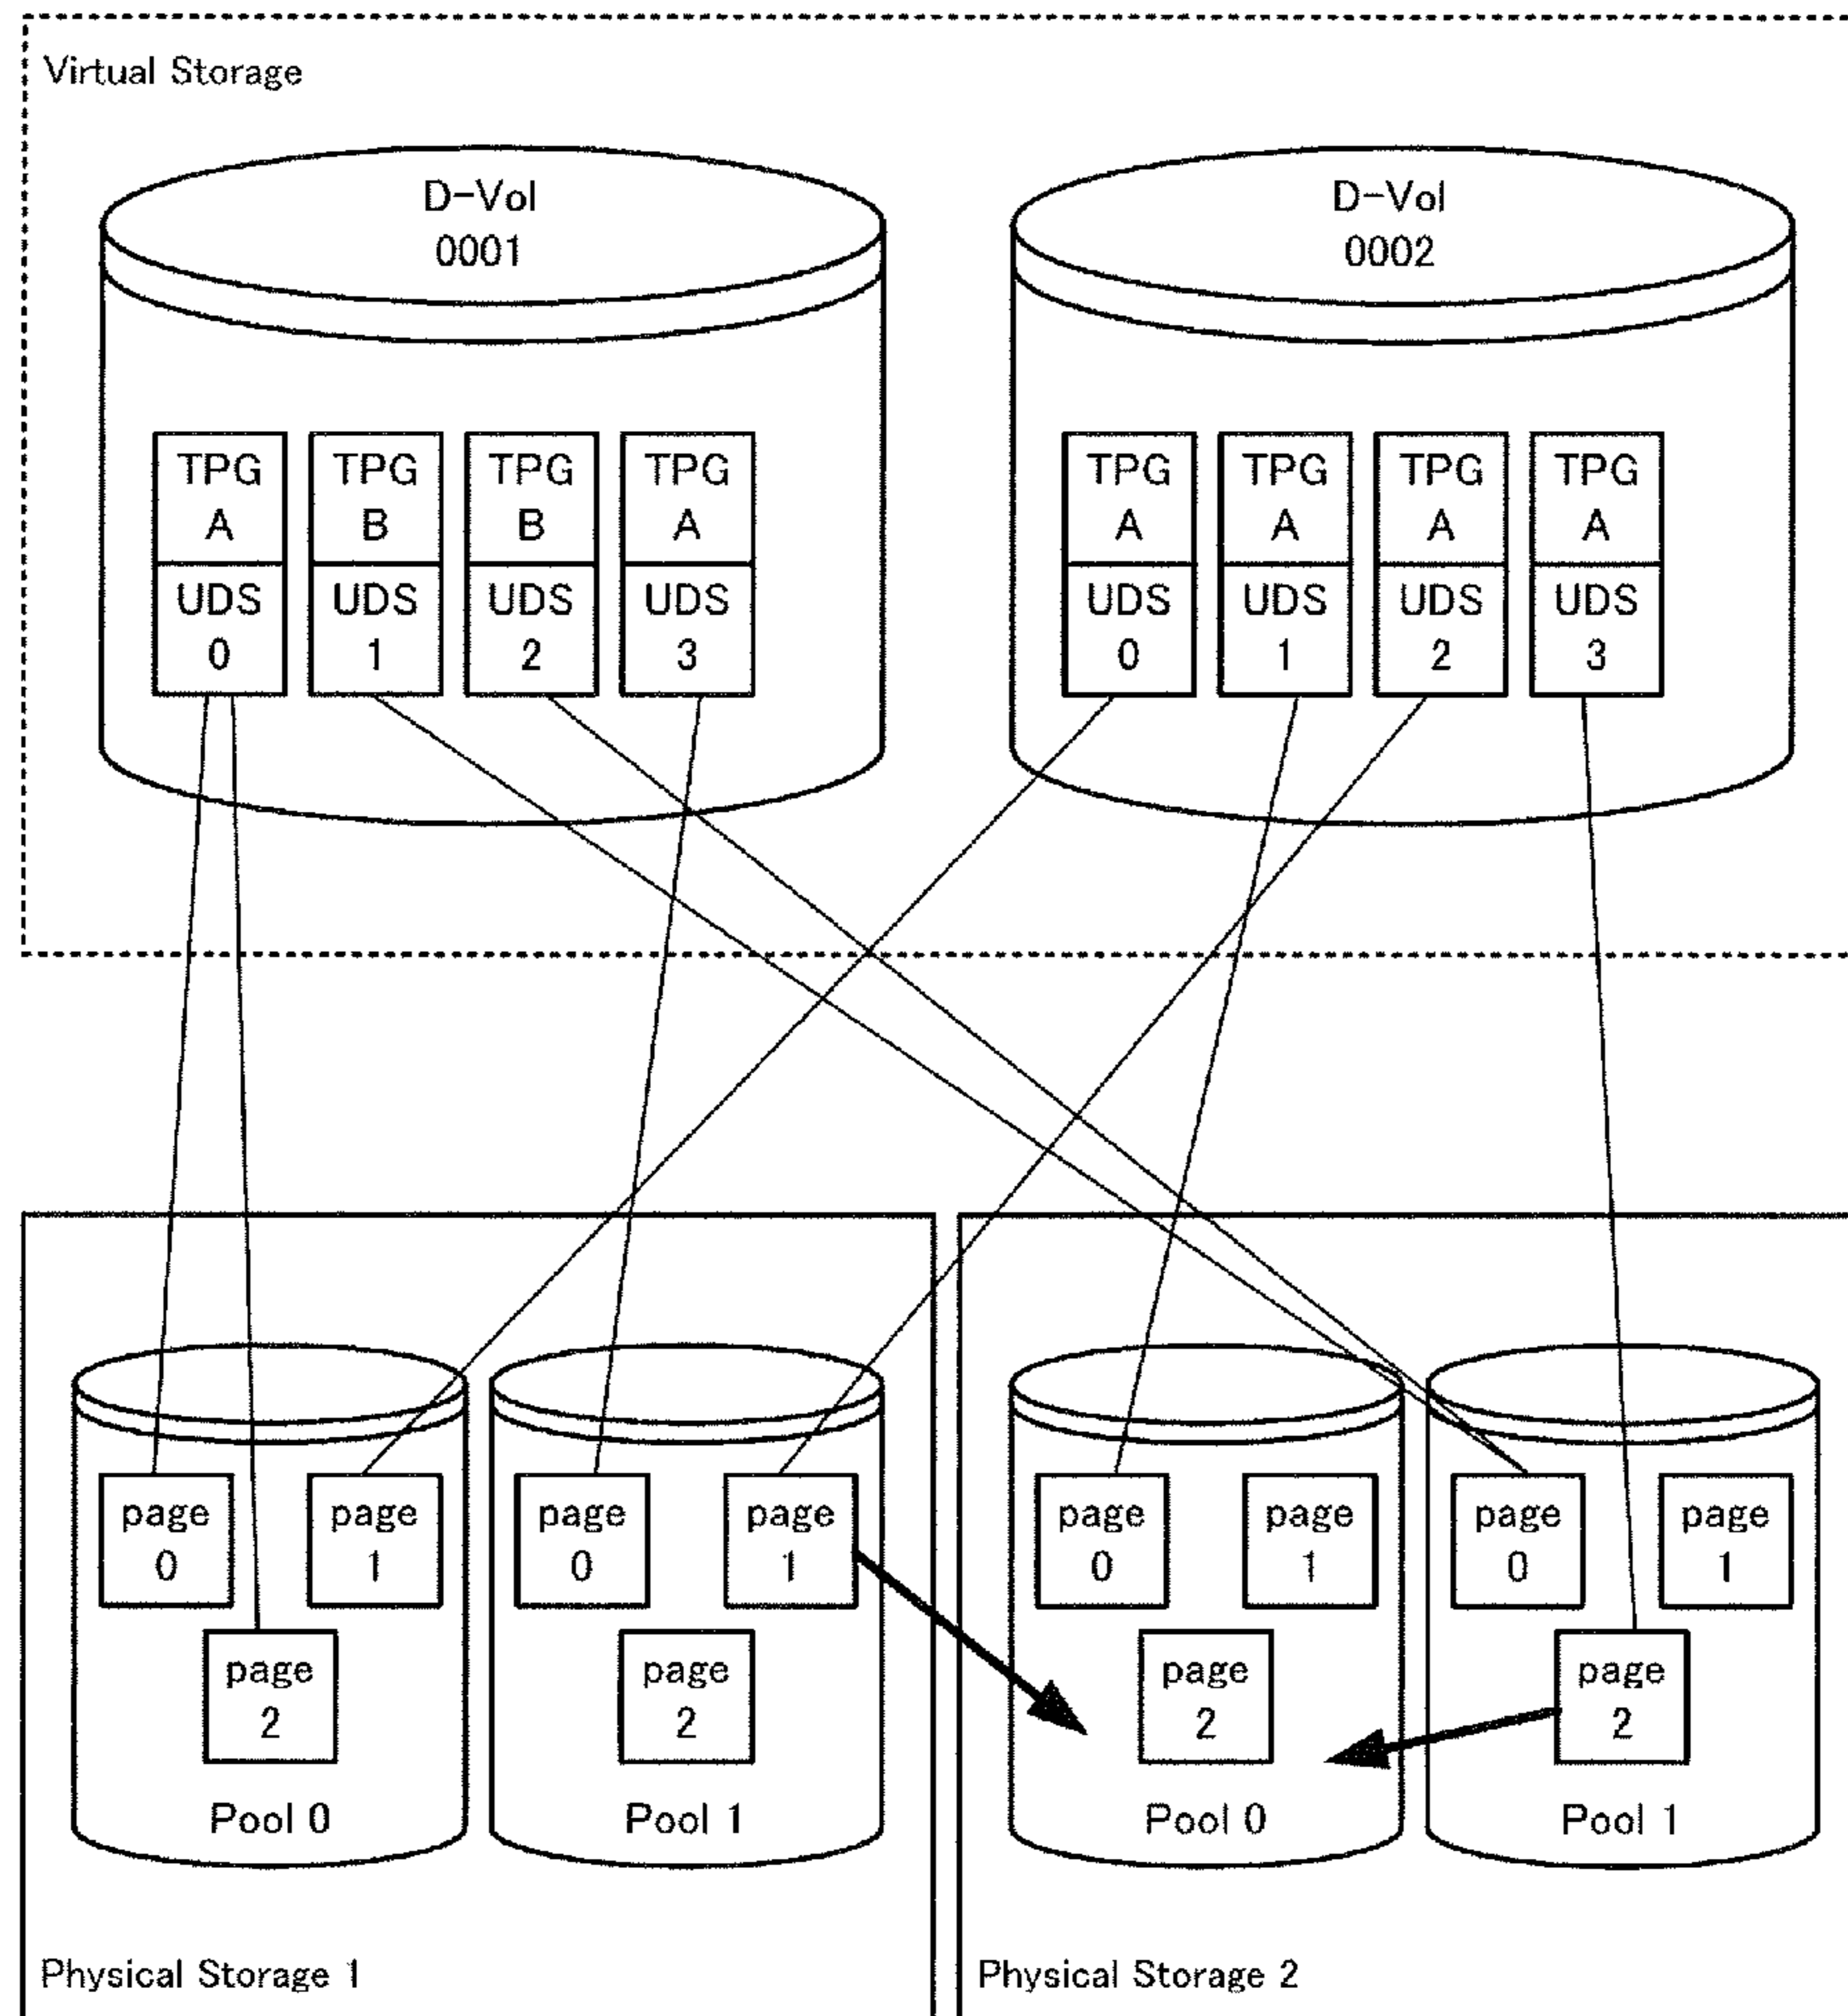 Virtual Storage
D-Vol
0001
D-Vol
0002
TPG
A
UDS
0
TPG
B
UDS
1
TPG
B
UDS
2
TPG
A
UDS
3
TPG
A
UDS
0
TPG
A
UDS
1
TPG
A
UDS
2
TPG
A
UDS
3
page
0
page
1
page
2
Pool 0
page
0
page
1
page
2
Pool 1
Physical Storage 1
page
0
page
1
page
2
Pool 0
page
0
page
1
page
2
Pool 1
Physical Storage 2